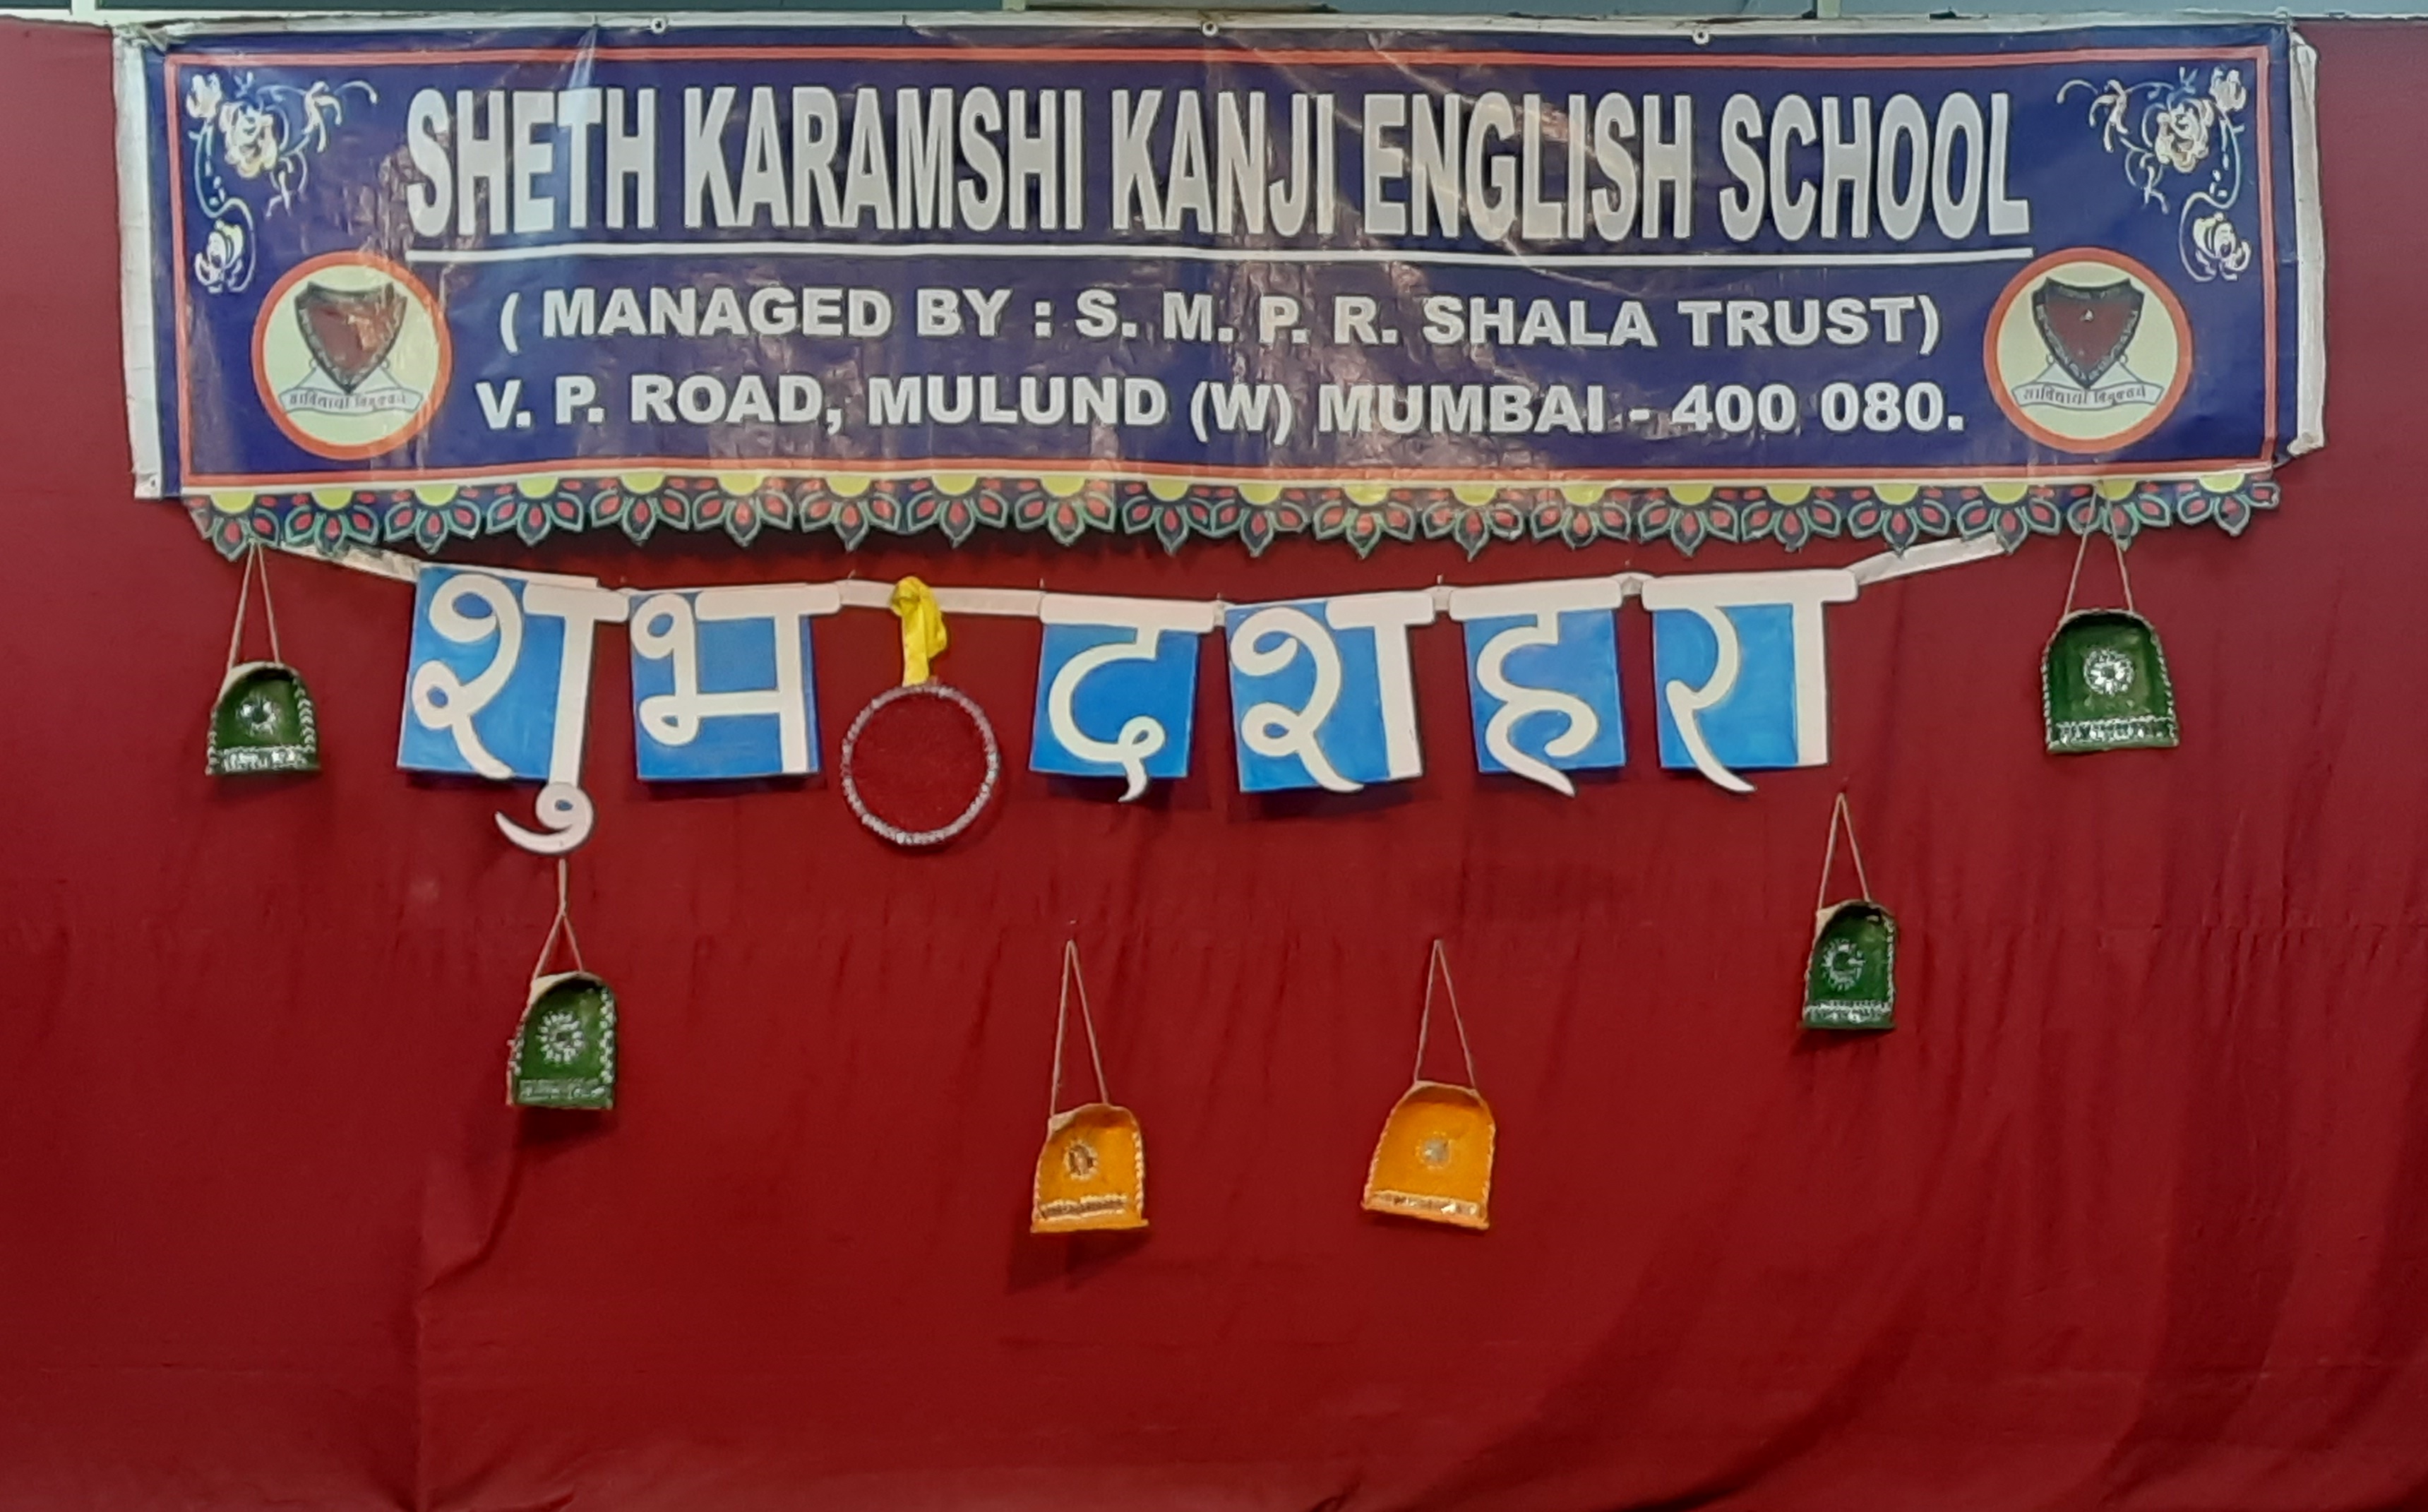 SHETH KARAMSHI KANJI ENGLISH SCHOOL
( MANAGED BY : S. M. P. R. SHALA TRUST)
V. P. ROAD, MULUND (W) MUMBAI - 400 080.
शुभ दशहरा